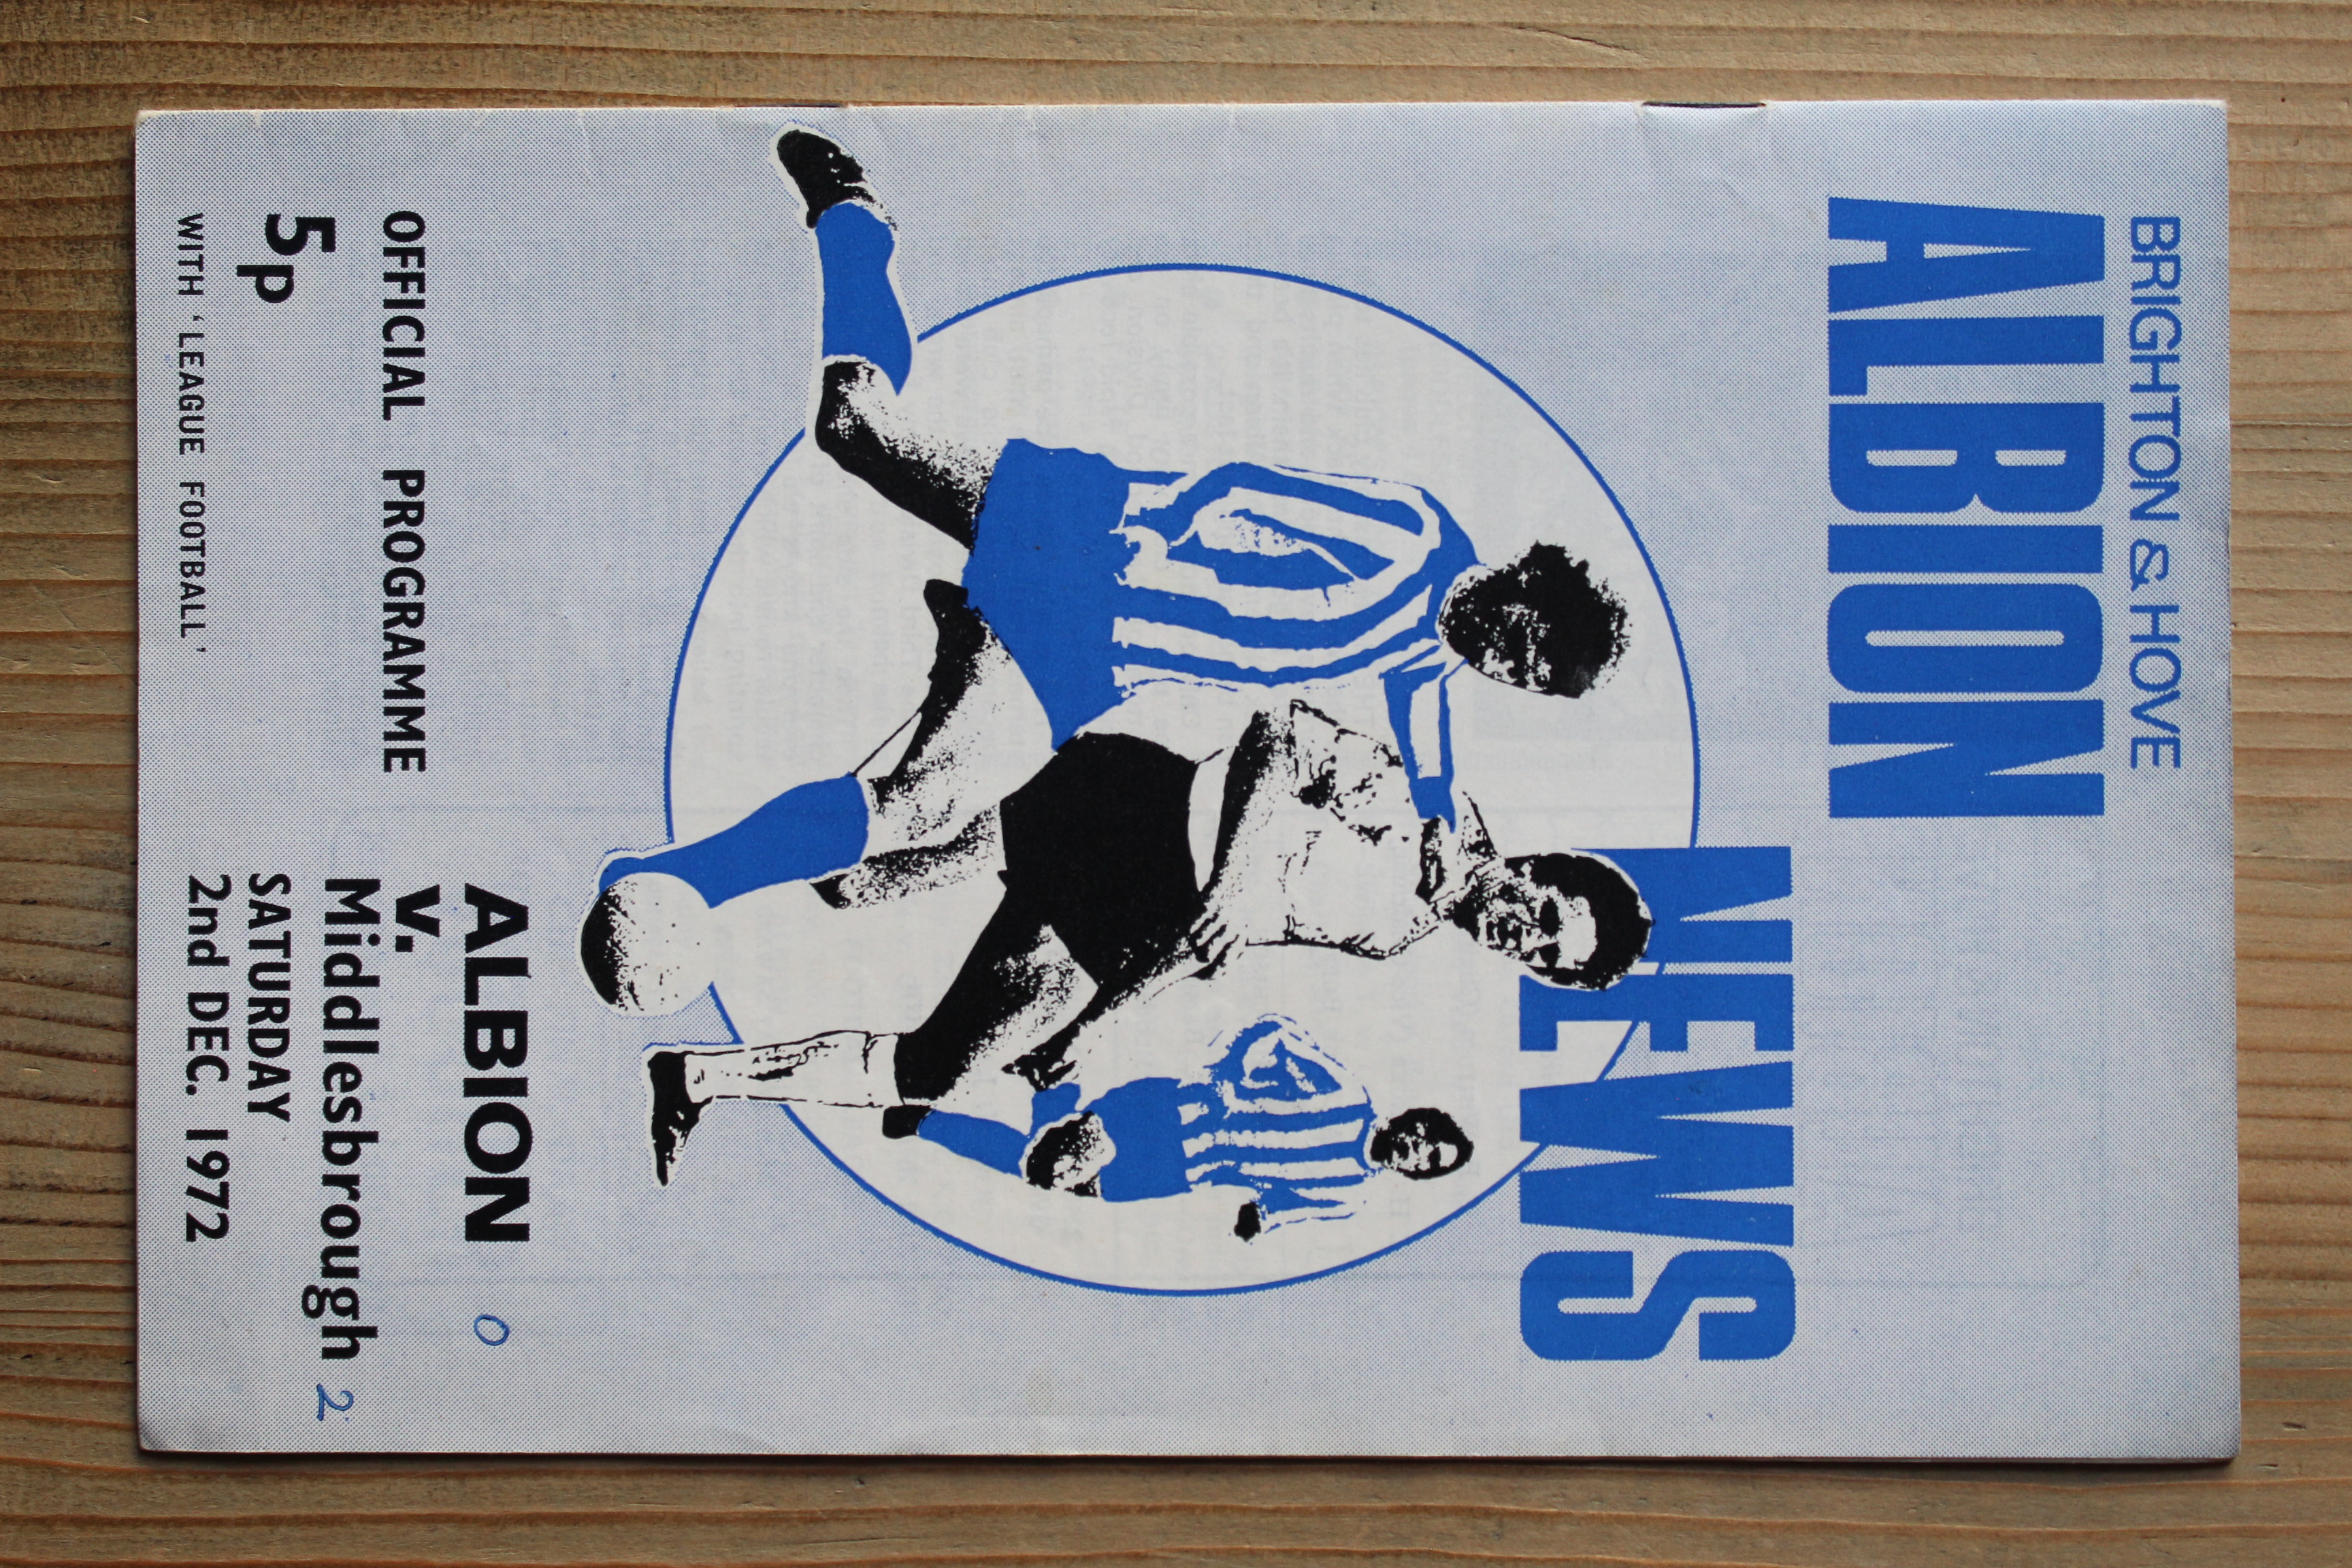 BRIGHTON & HOVE
ALBION
NEWS
OFFICIAL PROGRAMME
5p
WITH 'LEAGUE FOOTBALL'
ALBION 0
v.
Middlesbrough 2
SATURDAY
2nd DEC. 1972